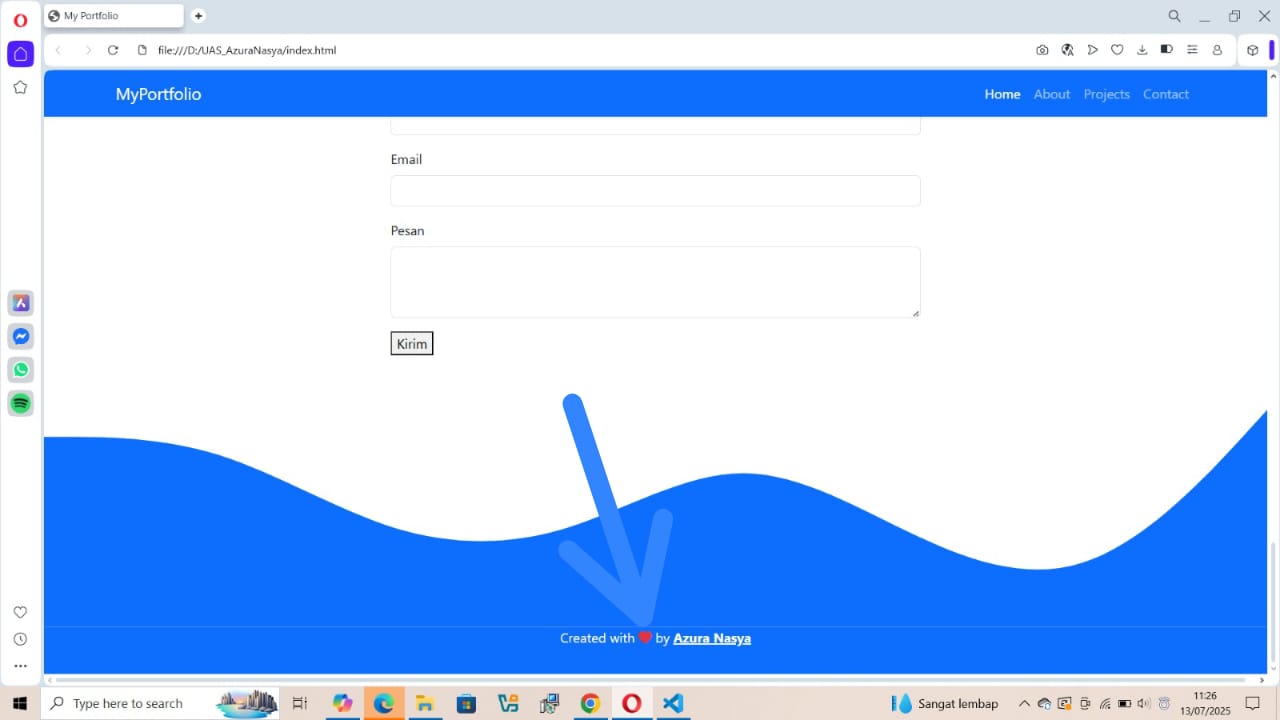 My Portfolio
file:///D:/UAS_AzuraNasya/index.html
MyPortfolio
Home About Projects Contact
Email
Pesan
Kirim
Created with ❤ by Azura Nasya
Type here to search
Sangat lembap
11:26
13/07/2025